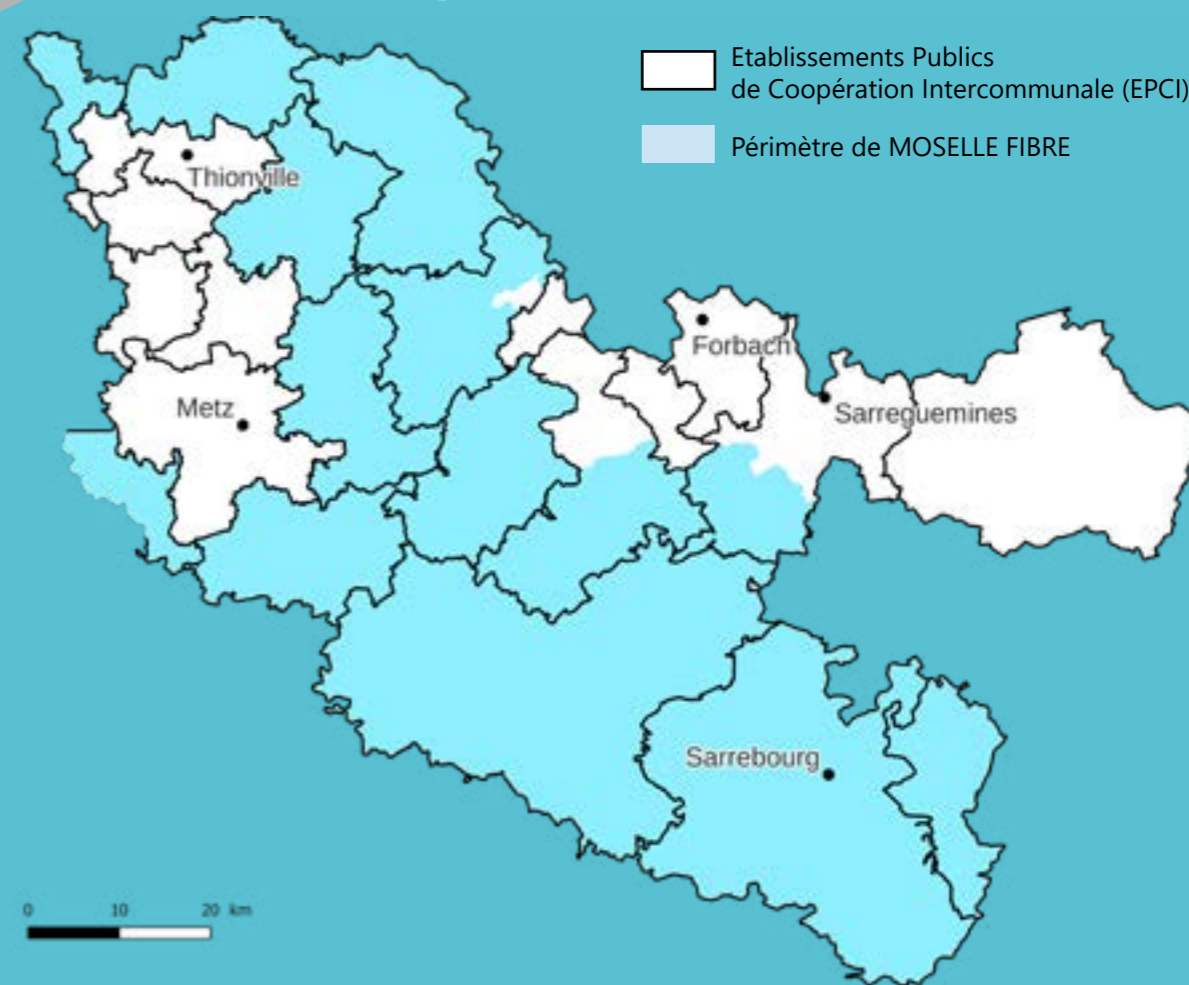 Etablissements Publics
de Coopération Intercommunale (EPCI)
Périmètre de MOSELLE FIBRE
Thionville
Forbach
Metz
Sarreguemines
Sarrebourg
0 10 20 km